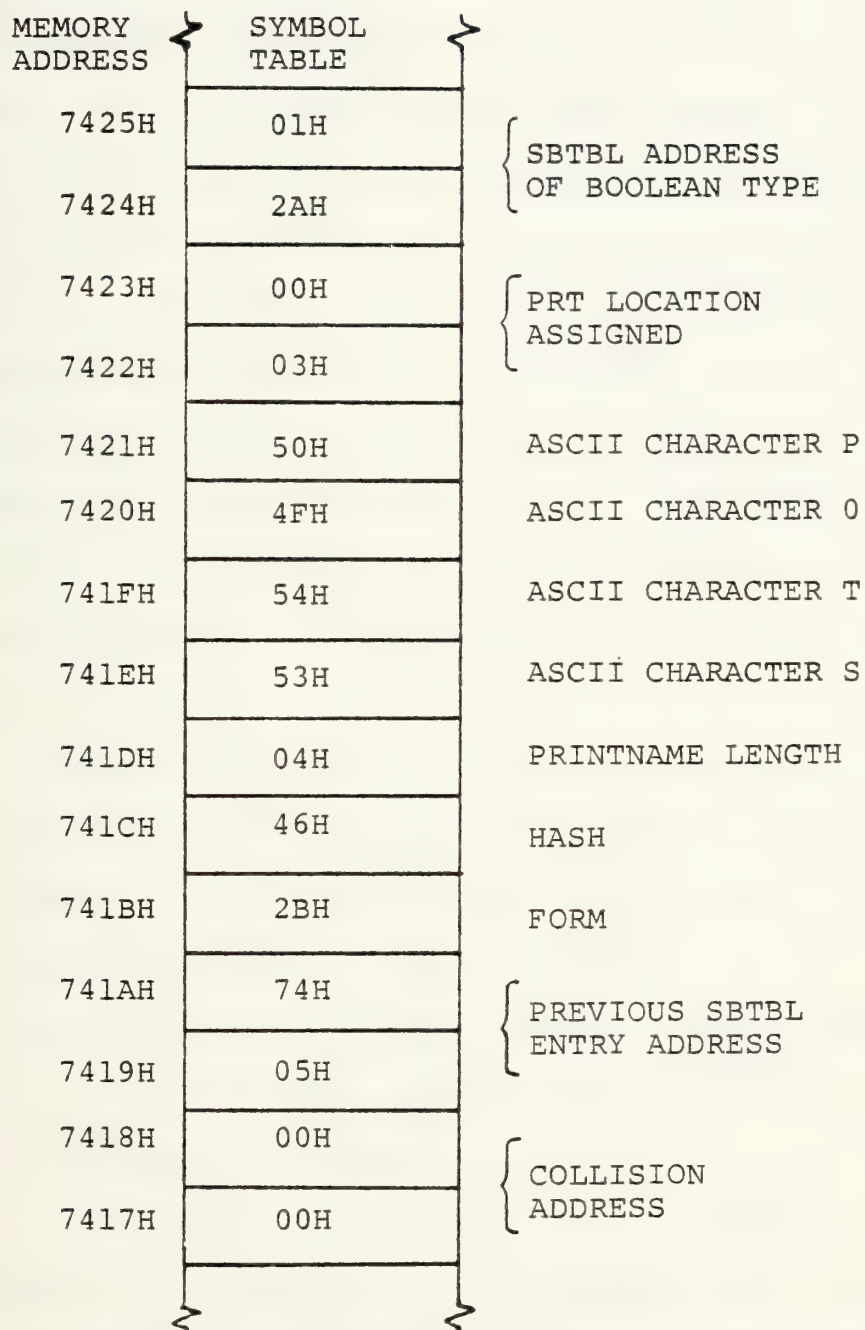 MEMORY ADDRESS SYMBOL TABLE
7425H 01H
SBTBL ADDRESS
OF BOOLEAN TYPE
7424H 2AH
7423H 00H
PRT LOCATION
ASSIGNED
7422H 03H
7421H 50H ASCII CHARACTER P
7420H 4FH ASCII CHARACTER O
741FH 54H ASCII CHARACTER T
741EH 53H ASCII CHARACTER S
741DH 04H PRINTNAME LENGTH
741CH 46H HASH
741BH 2BH FORM
741AH 74H
PREVIOUS SBTBL
ENTRY ADDRESS
7419H 05H
7418H 00H
COLLISION
ADDRESS
7417H 00H